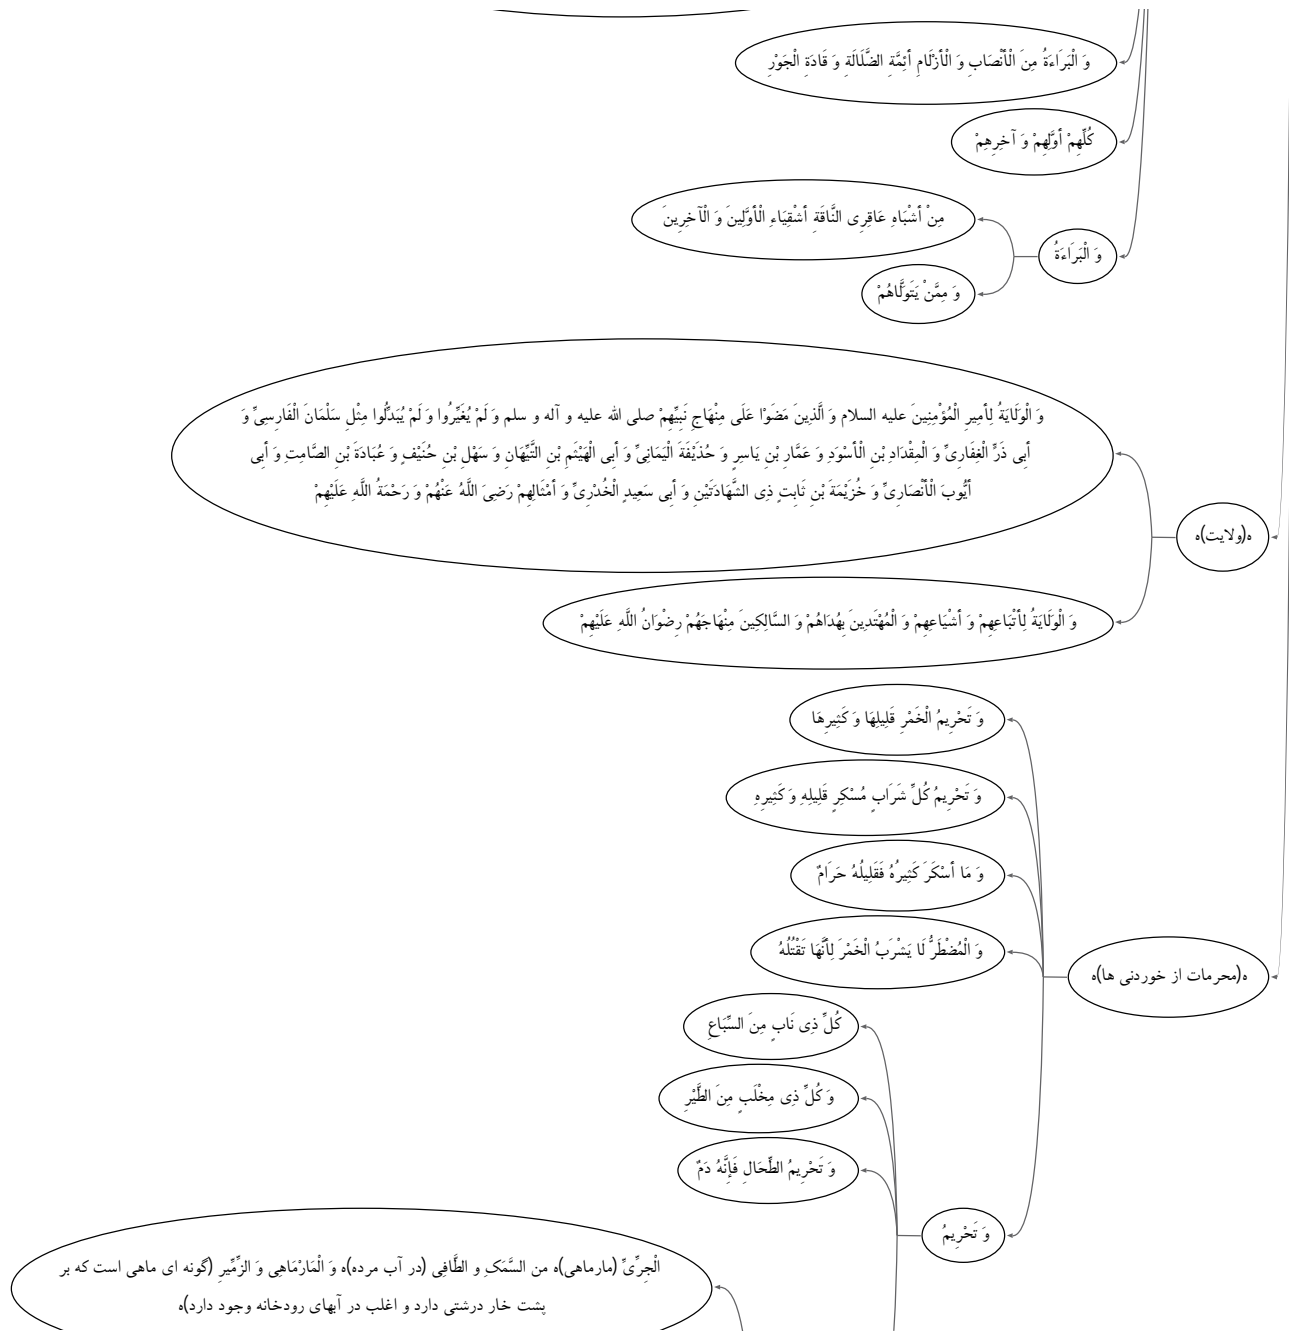 وَ الْبَرَاءَةُ مِنَ الْأَنْصَابِ وَ الْأَزْلَامِ أَئِمَّةِ الضَّلَالَةِ وَ قَادَةِ الْجَوْرِ
كُلِّهِمْ أَوَّلِهِمْ وَ آخِرِهِمْ
وَ الْبَرَاءَةُ
مِنْ أَشْبَاهِ عَاقِرِی النَّاقَةِ أَشْقِيَاءِ الْأَوَّلِينَ وَ الْآخِرِينَ
وَ مِمَّنْ يَتَوَلَّاهُمْ
ه(ولایت)ه
وَ الْوَلَايَةُ لِأَمِيرِ الْمُؤْمِنِينَ علیه السلام وَ الَّذِينَ مَضَوْا عَلَى مِنْهَاجِ نَبِيِّهِمْ صلی الله علیه و آله و سلم وَ لَمْ يُغَيِّرُوا وَ لَمْ يُبَدِّلُوا مِثْلِ سَلْمَانَ الْفَارِسِیِّ وَ
أَبِی ذَرٍّ الْغِفَارِیِّ وَ الْمِقْدَادِ بْنِ الْأَسْوَدِ وَ عَمَّارِ بْنِ يَاسِرٍ وَ حُذَيْفَةَ الْيَمَانِیِّ وَ أَبِی الْهَيْثَمِ بْنِ التَّيِّهَانِ وَ سَهْلِ بْنِ حُنَيْفٍ وَ عُبَادَةَ بْنِ الصَّامِتِ وَ أَبِی
أَيُّوبَ الْأَنْصَارِیِّ وَ خُزَيْمَةَ بْنِ ثَابِتٍ ذِی الشَّهَادَتَيْنِ وَ أَبِی سَعِيدٍ الْخُدْرِیِّ وَ أَمْثَالِهِمْ رَضِیَ اللَّهُ عَنْهُمْ وَ رَحْمَةُ اللَّهِ عَلَيْهِمْ
وَ الْوَلَايَةُ لِأَتْبَاعِهِمْ وَ أَشْيَاعِهِمْ وَ الْمُهْتَدِينَ بِهُدَاهُمْ وَ السَّالِكِينَ مِنْهَاجَهُمْ رِضْوَانُ اللَّهِ عَلَيْهِمْ
ه(محرمات از خوردنی ها)ه
وَ تَحْرِيمُ الْخَمْرِ قَلِيلِهَا وَ كَثِيرِهَا
وَ تَحْرِيمُ كُلِّ شَرَابٍ مُسْكِرٍ قَلِيلِهِ وَ كَثِيرِهِ
وَ مَا أَسْكَرَ كَثِيرُهُ فَقَلِيلُهُ حَرَامٌ
وَ الْمُضْطَرُّ لَا يَشْرَبُ الْخَمْرَ لِأَنَّهَا تَقْتُلُهُ
وَ تَحْرِيمُ
كُلِّ ذِی نَابٍ مِنَ السِّبَاعِ
وَ كُلِّ ذِی مِخْلَبٍ مِنَ الطَّيْرِ
وَ تَحْرِيمُ الطِّحَالِ فَإِنَّهُ دَمٌ
الْجِرِّیِّ (مارماهی)ه من السَّمَکِ و الطَّافِی (در آب مرده)ه وَ الْمَارْمَاهِی وَ الزِّمِّیرِ (گونه ای ماهی است که بر
پشت خار درشتی دارد و اغلب در آبهای رودخانه وجود دارد)ه